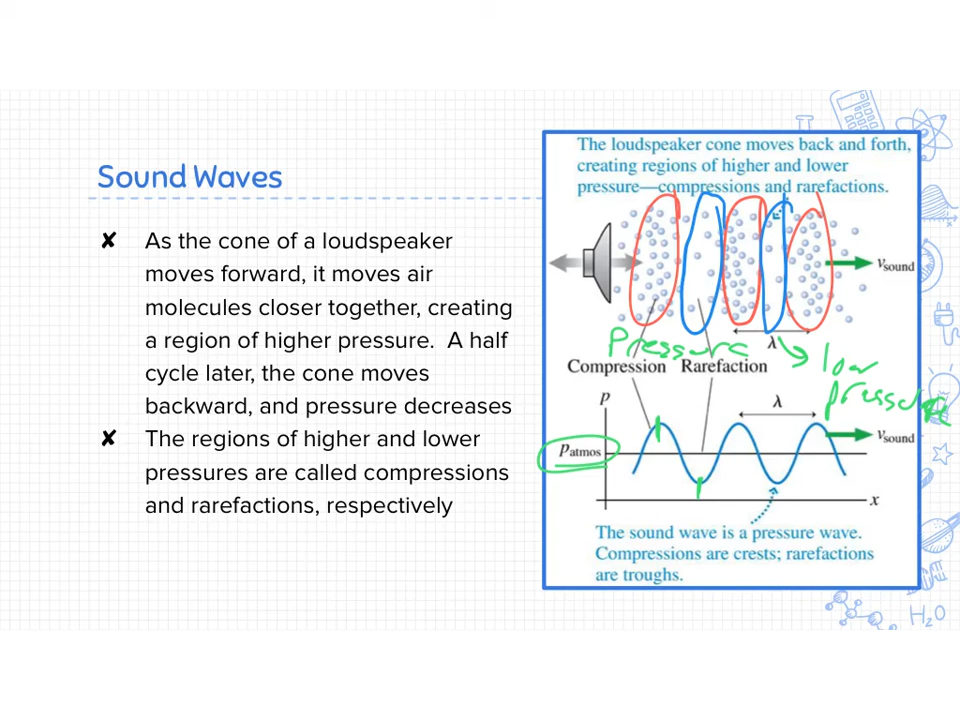 Sound Waves
✘ As the cone of a loudspeaker
moves forward, it moves air
molecules closer together, creating
a region of higher pressure. A half
cycle later, the cone moves
backward, and pressure decreases
✘ The regions of higher and lower
pressures are called compressions
and rarefactions, respectively
The loudspeaker cone moves back and forth,
creating regions of higher and lower
pressure—compressions and rarefactions.
vsound
λ
Pressure
low
pressure
Compression Rarefaction
p
λ
vsound
patmos
x
The sound wave is a pressure wave.
Compressions are crests; rarefactions
are troughs.
H2O